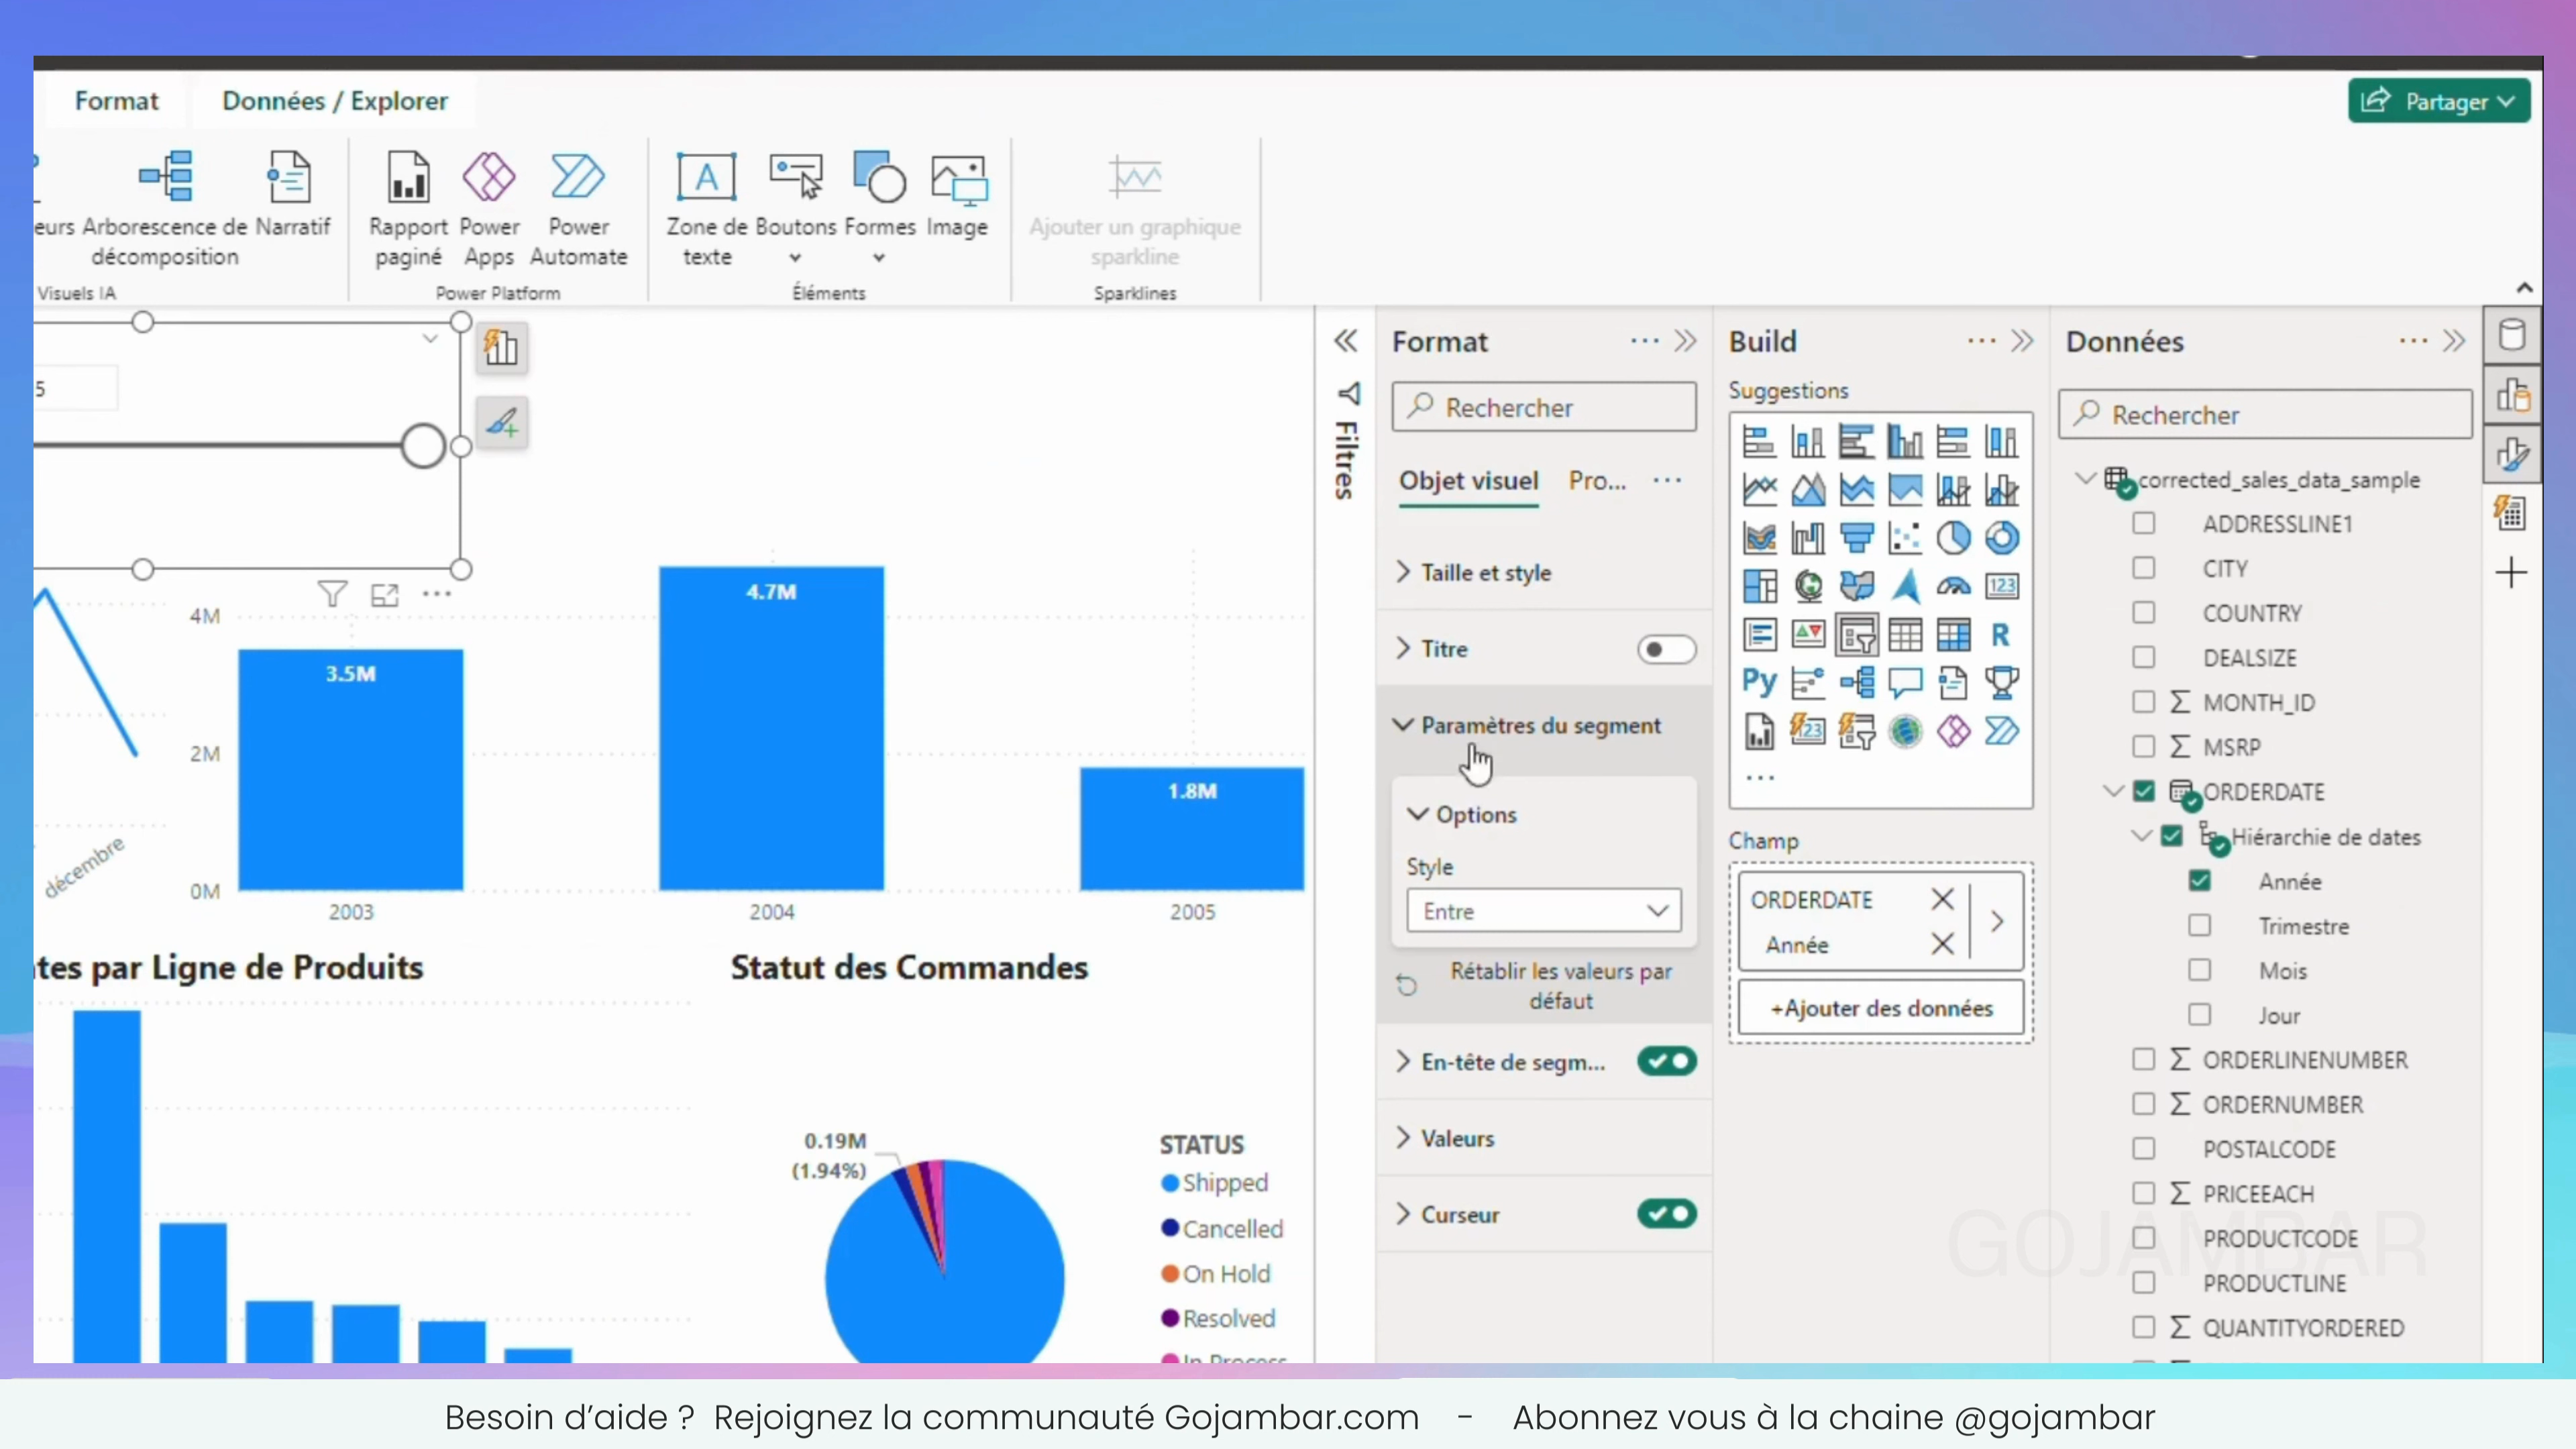 Format
Données / Explorer
Partager
eurs
Arborescence de
décomposition
Narratif
Rapport
paginé
Power
Apps
Power
Automate
Zone de
texte
Boutons
Formes
Image
Ajouter un graphique
sparkline
Visuels IA
Power Platform
Éléments
Sparklines
5
4M
2M
0M
3.5M
4.7M
1.8M
2003
2004
2005
décembre
tes par Ligne de Produits
Statut des Commandes
0.19M
(1.94%)
STATUS
Shipped
Cancelled
On Hold
Resolved
In Process
Filtres
Format
Rechercher
Objet visuel
Pro...
Taille et style
Titre
Paramètres du segment
Options
Style
Entre
Rétablir les valeurs par
défaut
En-tête de segm...
Valeurs
Curseur
Build
Suggestions
123
R
Py
123
Champ
ORDERDATE
Année
+Ajouter des données
Données
Rechercher
corrected_sales_data_sample
ADDRESSLINE1
CITY
COUNTRY
DEALSIZE
MONTH_ID
MSRP
ORDERDATE
Hiérarchie de dates
Année
Trimestre
Mois
Jour
ORDERLINENUMBER
ORDERNUMBER
POSTALCODE
PRICEEACH
PRODUCTCODE
PRODUCTLINE
QUANTITYORDERED
GOJAMBAR
Besoin d'aide ? Rejoignez la communauté Gojambar.com - Abonnez vous à la chaine @gojambar